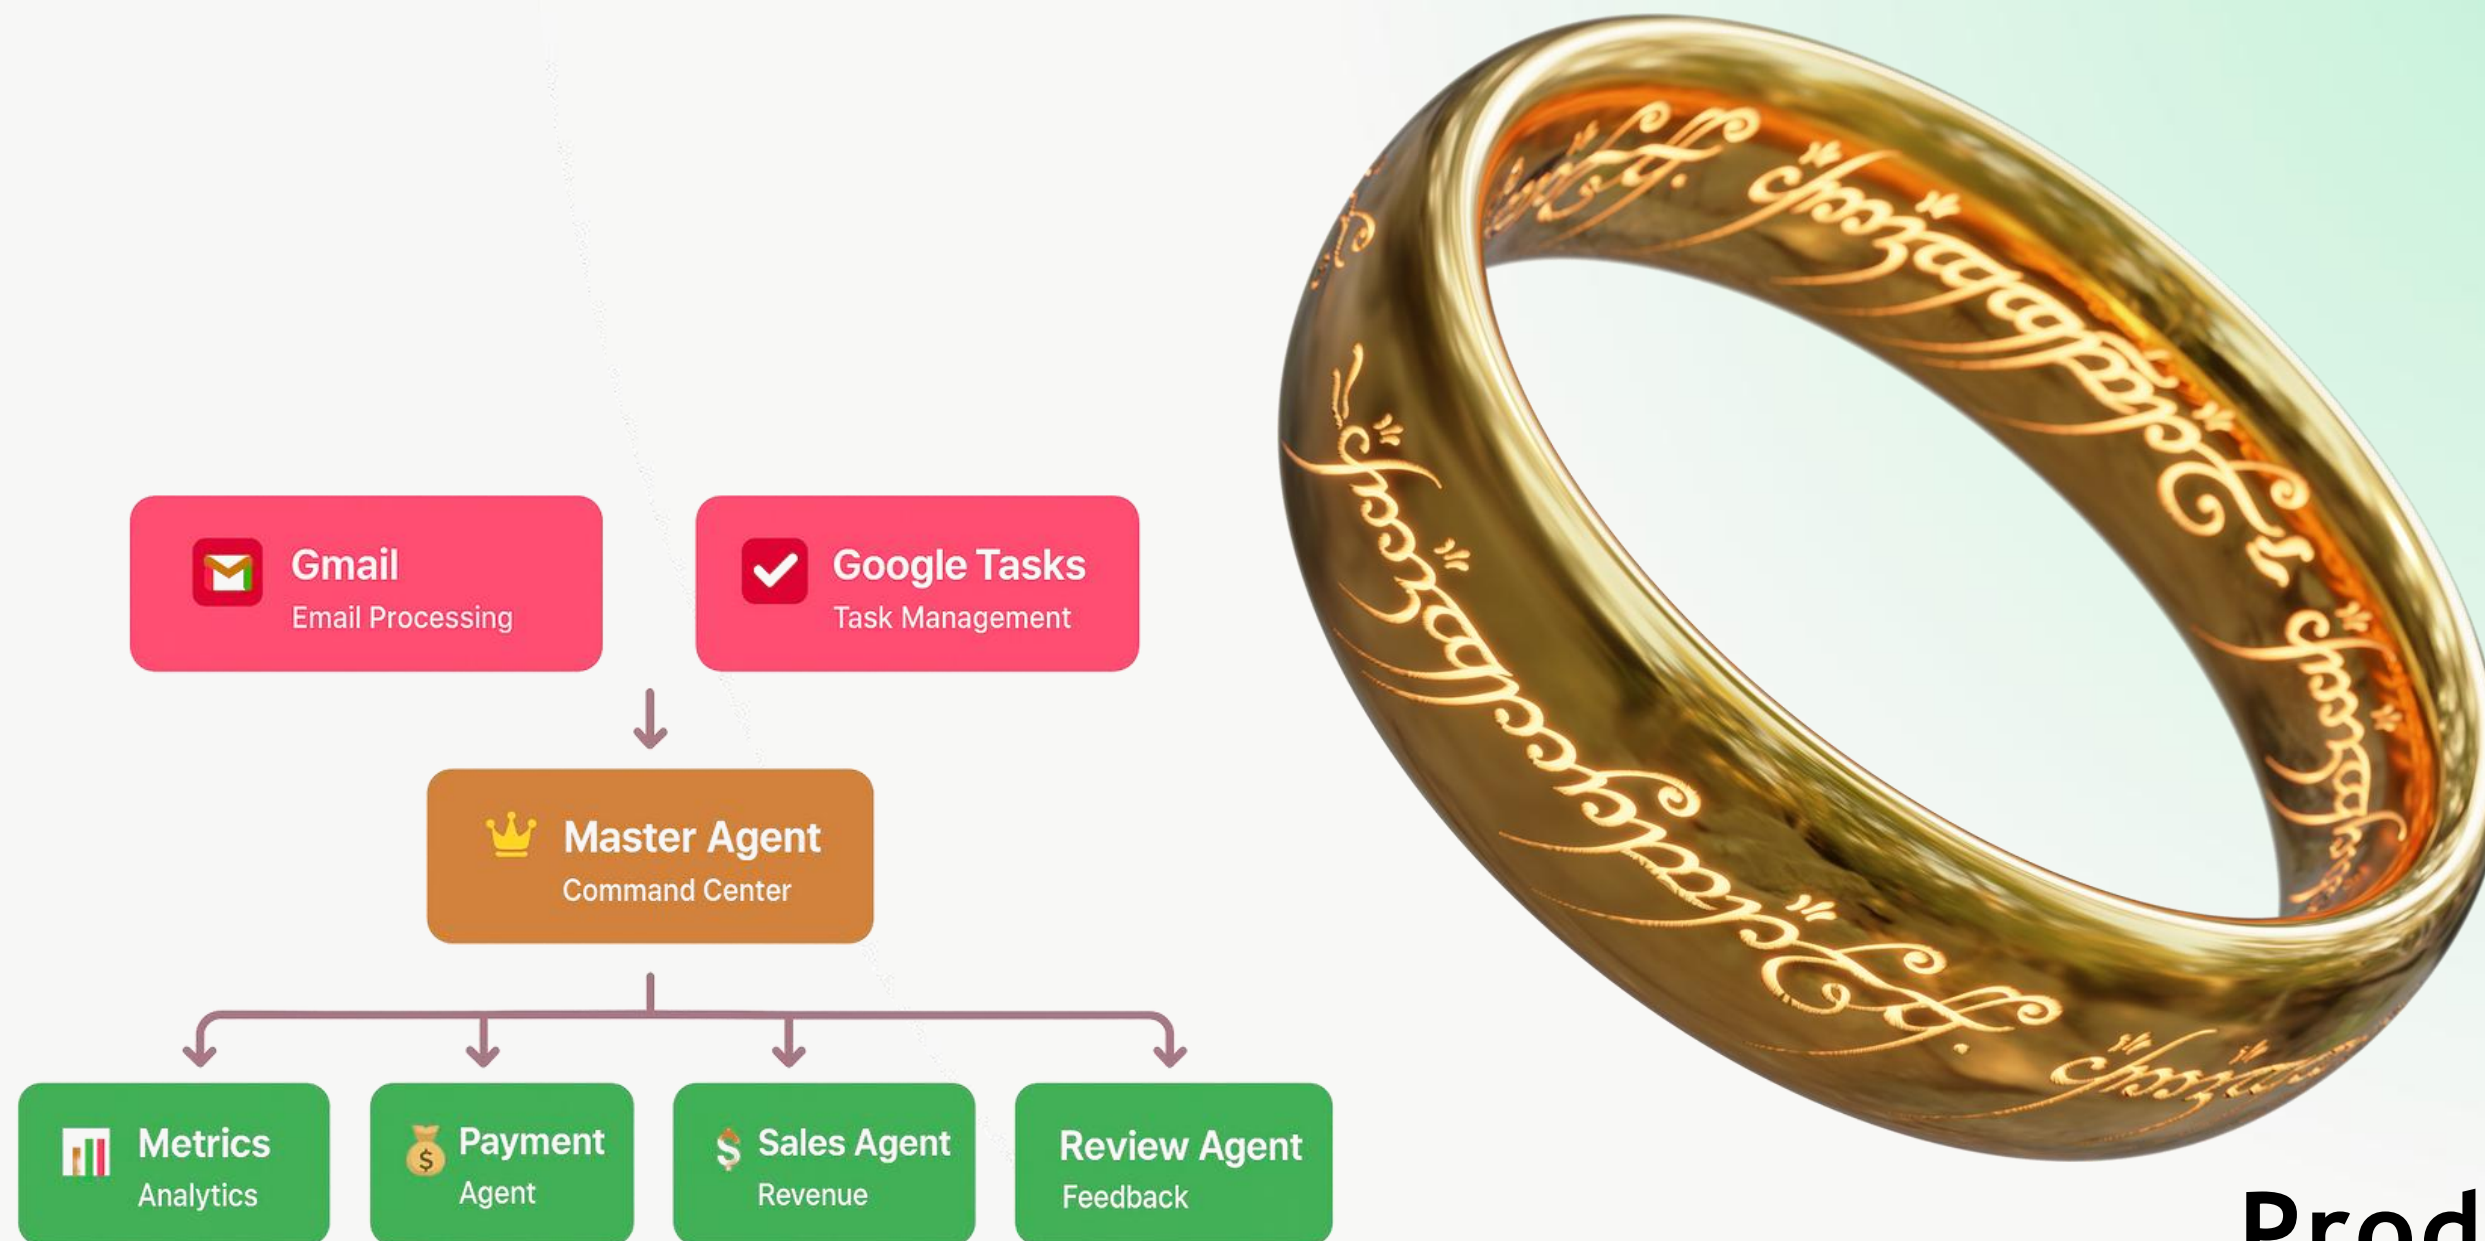 Gmail
Email Processing
Google Tasks
Task Management
Master Agent
Command Center
Metrics
Analytics
Payment
Agent
Sales Agent
Revenue
Review Agent
Feedback
Prod